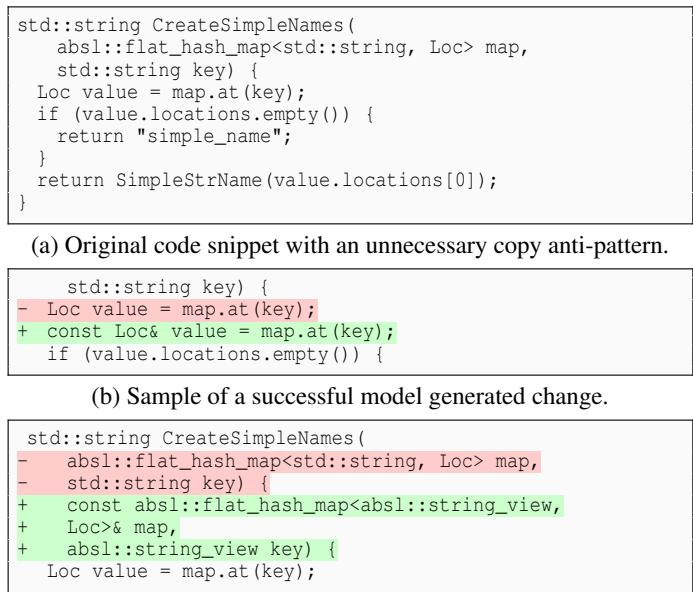 std::string CreateSimpleNames(
    absl::flat_hash_map<std::string, Loc> map,
    std::string key) {
  Loc value = map.at(key);
  if (value.locations.empty()) {
    return "simple_name";
  }
  return SimpleStrName(value.locations[0]);
}
(a) Original code snippet with an unnecessary copy anti-pattern.
    std::string key) {
-  Loc value = map.at(key);
+  const Loc& value = map.at(key);
   if (value.locations.empty()) {
(b) Sample of a successful model generated change.
 std::string CreateSimpleNames(
-    absl::flat_hash_map<std::string, Loc> map,
-    std::string key) {
+    const absl::flat_hash_map<absl::string_view,
+    Loc>& map,
+    absl::string_view key) {
   Loc value = map.at(key);